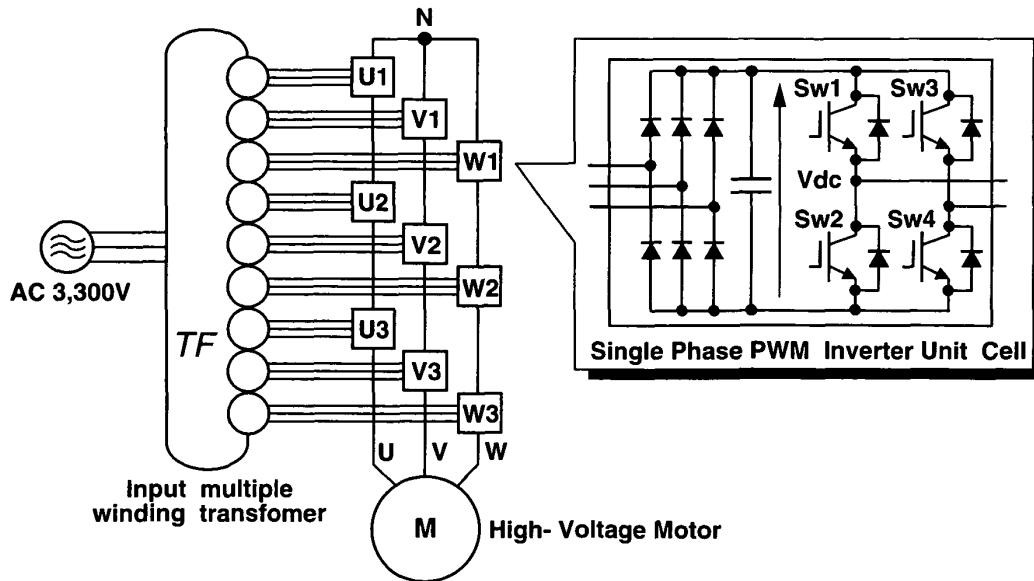 N
U1
V1
W1
U2
V2
W2
U3
V3
W3
AC 3,300V
TF
U V W
Input multiple
winding transfomer
M
High- Voltage Motor
Sw1 Sw3
Vdc
Sw2 Sw4
Single Phase PWM Inverter Unit Cell